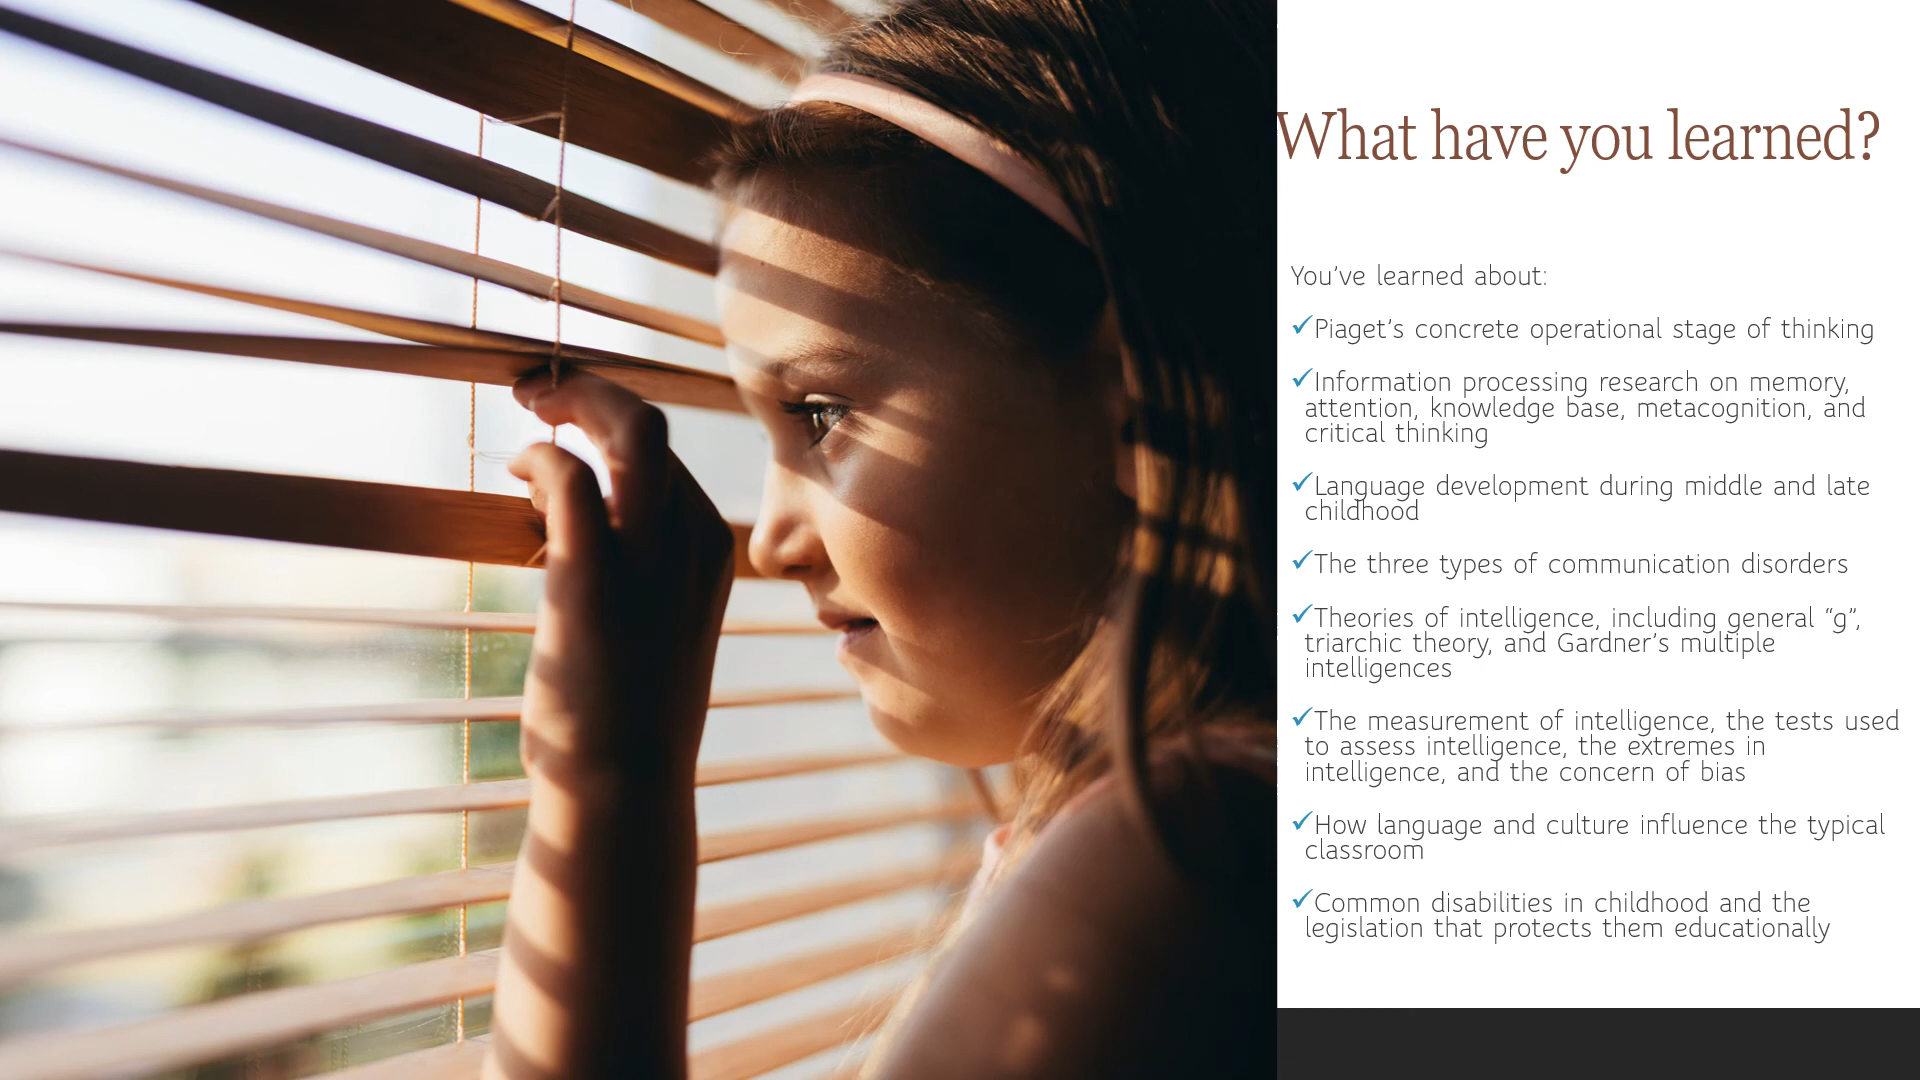 What have you learned?
You’ve learned about:
✓Piaget’s concrete operational stage of thinking
✓Information processing research on memory,
attention, knowledge base, metacognition, and
critical thinking
✓Language development during middle and late
childhood
✓The three types of communication disorders
✓Theories of intelligence, including general “g”,
triarchic theory, and Gardner’s multiple
intelligences
✓The measurement of intelligence, the tests used
to assess intelligence, the extremes in
intelligence, and the concern of bias
✓How language and culture influence the typical
classroom
✓Common disabilities in childhood and the
legislation that protects them educationally